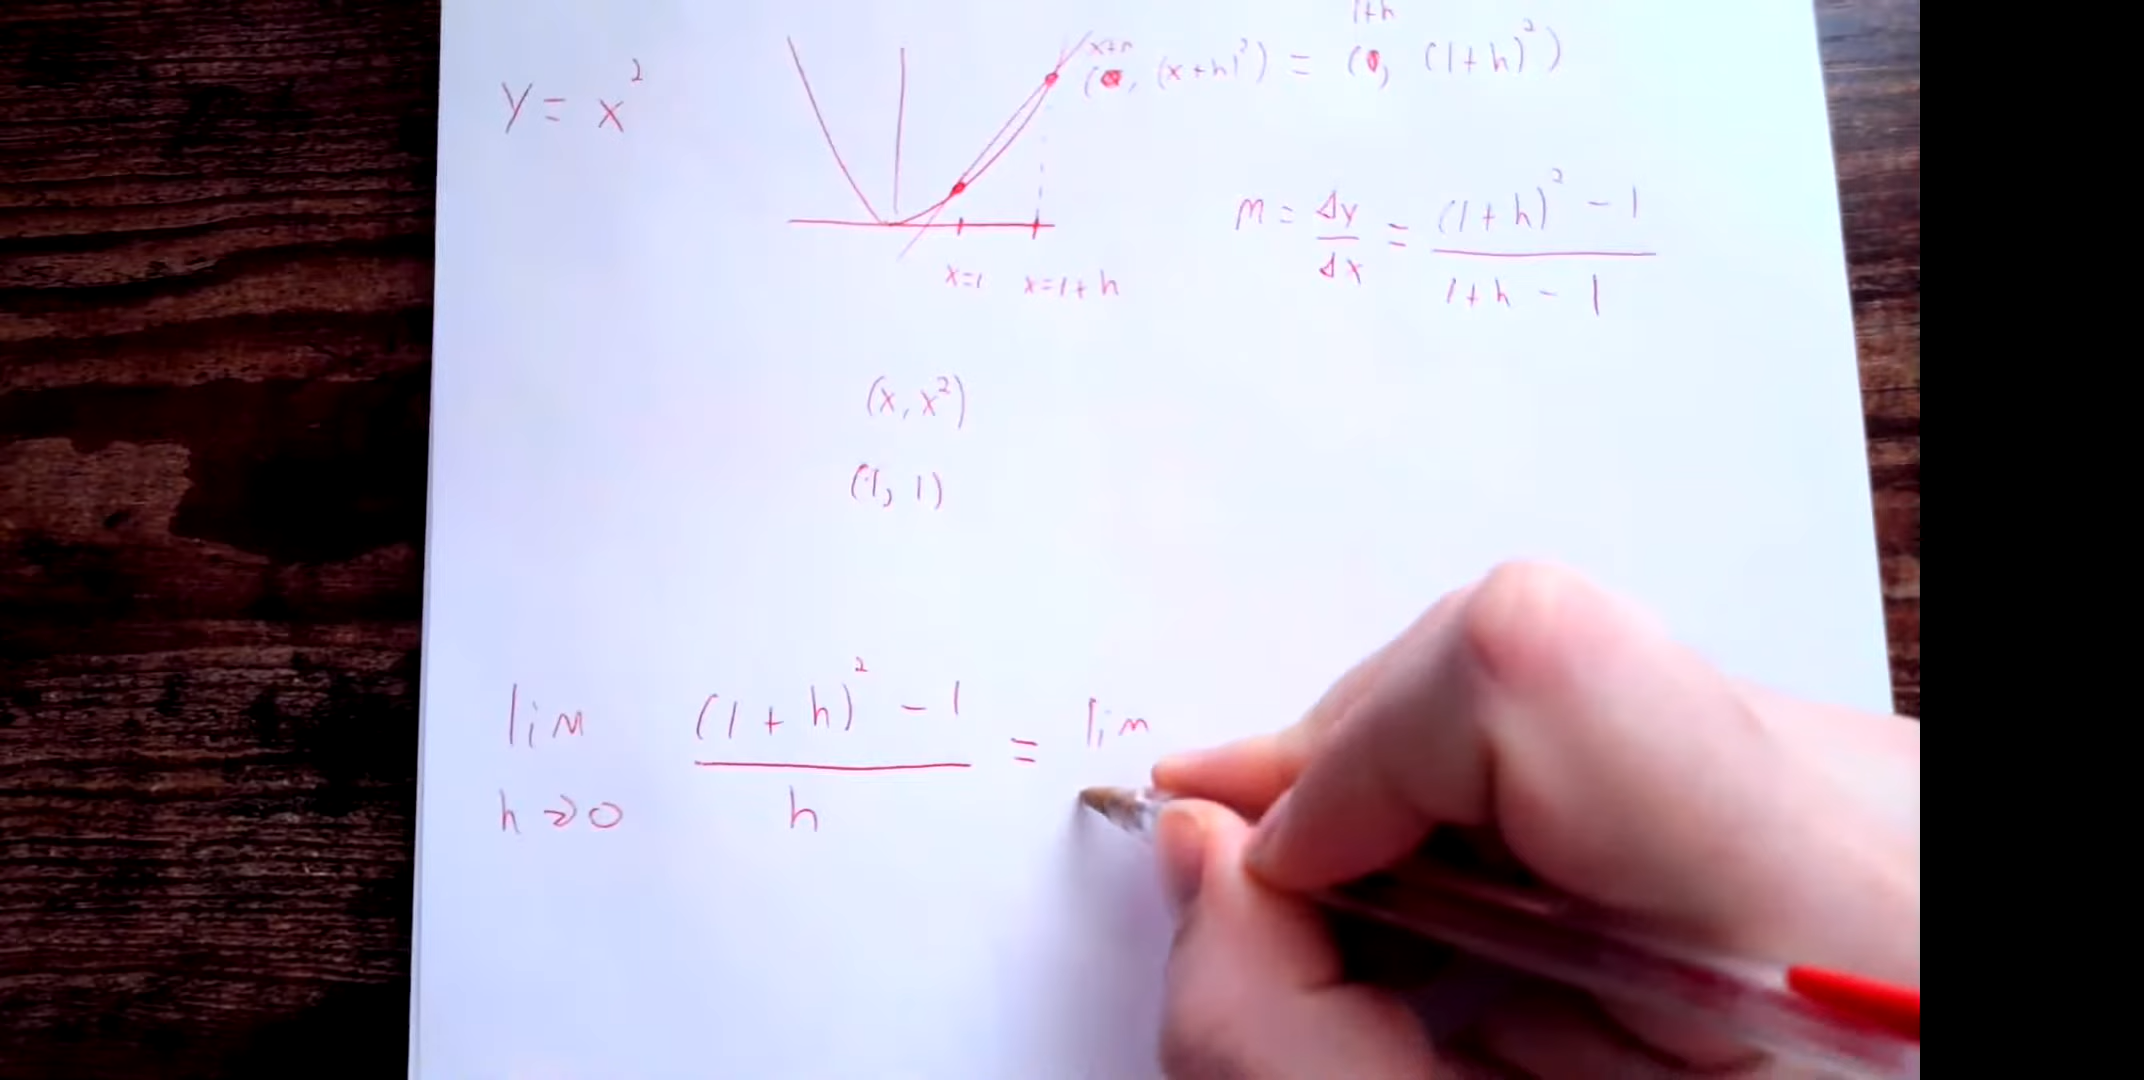 1+h
x+h
(, (x+h)²) = (, (1+h)²)
y = x²
m = Δy/Δx = ((1+h)² - 1)/(1+h - 1)
x=1 x=1+h
(x, x²)
(1, 1)
lim h→0 ((1+h)² - 1)/h = lim